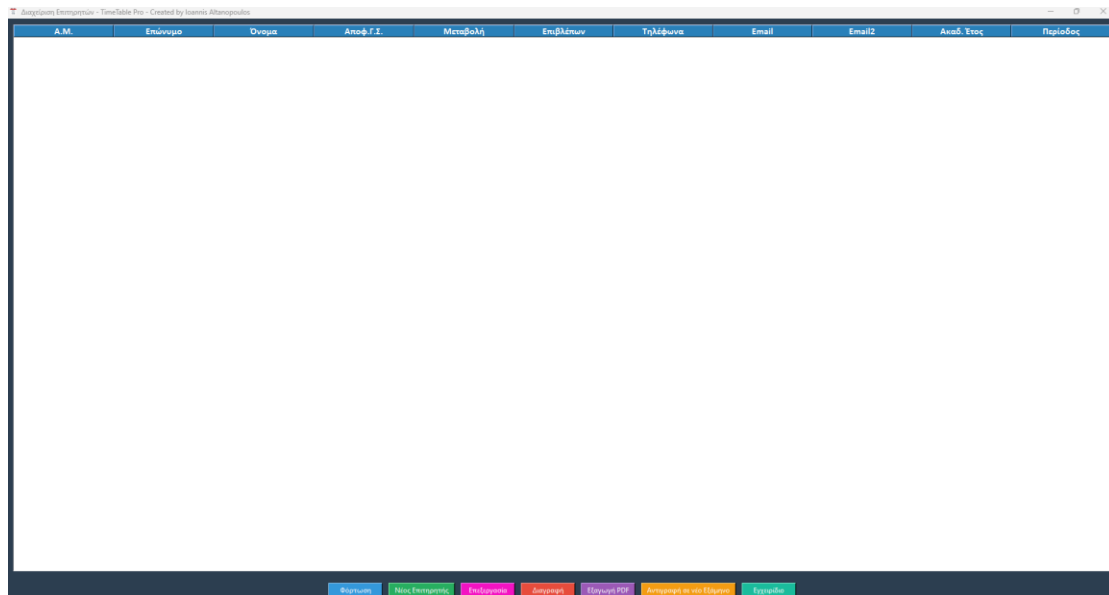 Διαχείριση Επιτηρητών - TimeTable Pro - Created by Ioannis Altanopoulos
Α.Μ. Επώνυμο Όνομα Αποφ.Γ.Σ. Μεταβολή Επιβλέπων Τηλέφωνα Email Email2 Ακαδ. Έτος Περίοδος
Φόρτωση Νέος Επιτηρητής Επεξεργασία Διαγραφή Εξαγωγή PDF Αντιγραφή σε νέο Εξάμηνο Εγχειρίδιο